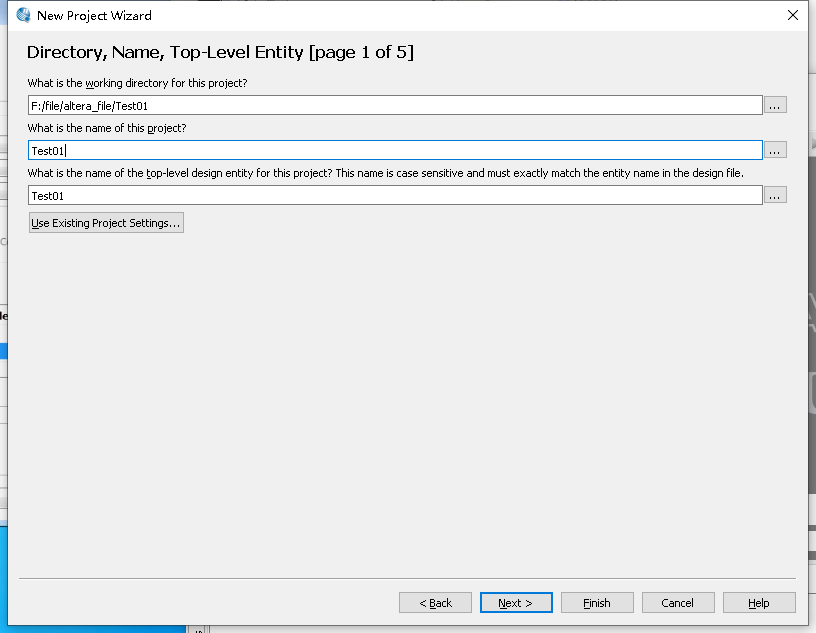 New Project Wizard
Directory, Name, Top-Level Entity [page 1 of 5]
What is the working directory for this project?
F:/file/altera_file/Test01
...
What is the name of this project?
Test01
...
What is the name of the top-level design entity for this project? This name is case sensitive and must exactly match the entity name in the design file.
Test01
...
Use Existing Project Settings...
< Back
Next >
Finish
Cancel
Help